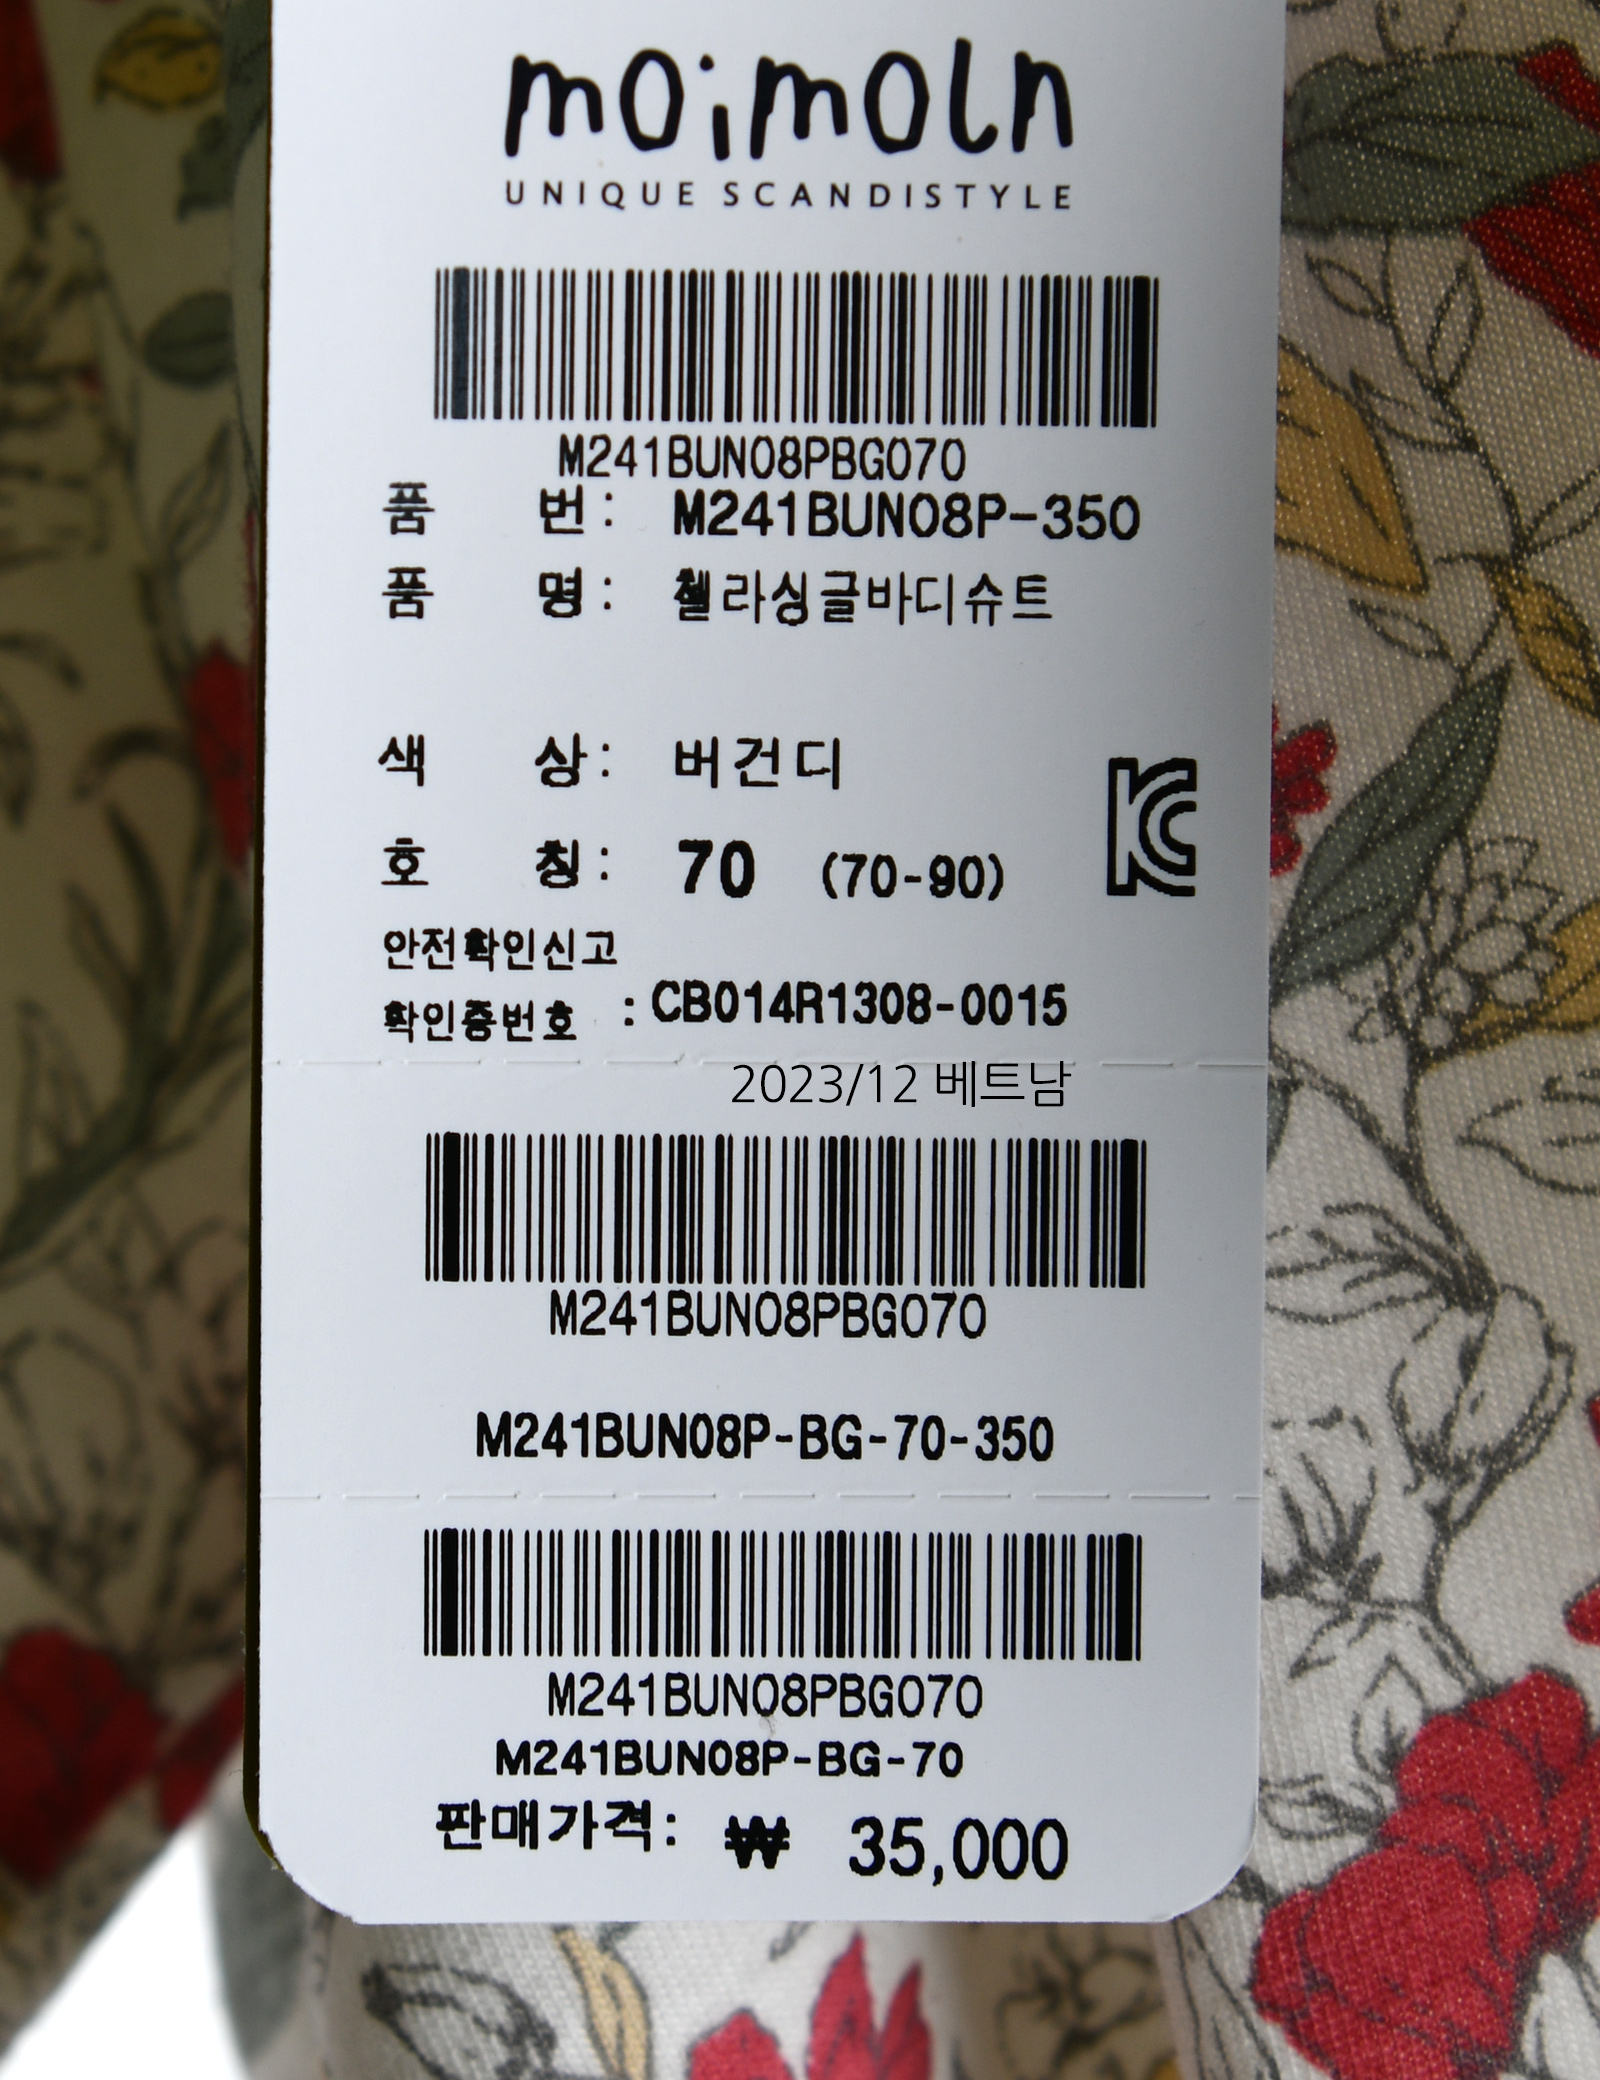 moimoln
UNIQUE SCANDISTYLE
M241BUN08PBG070
품 번: M241BUN08P-350
품 명: 첼라싱글바디슈트
색 상: 버건디
호 칭: 70 (70-90)
안전확인신고
확인증번호 : CB014R1308-0015
2023/12 베트남
M241BUN08PBG070
M241BUN08P-BG-70-350
M241BUN08PBG070
M241BUN08P-BG-70
판매가격: ₩ 35,000